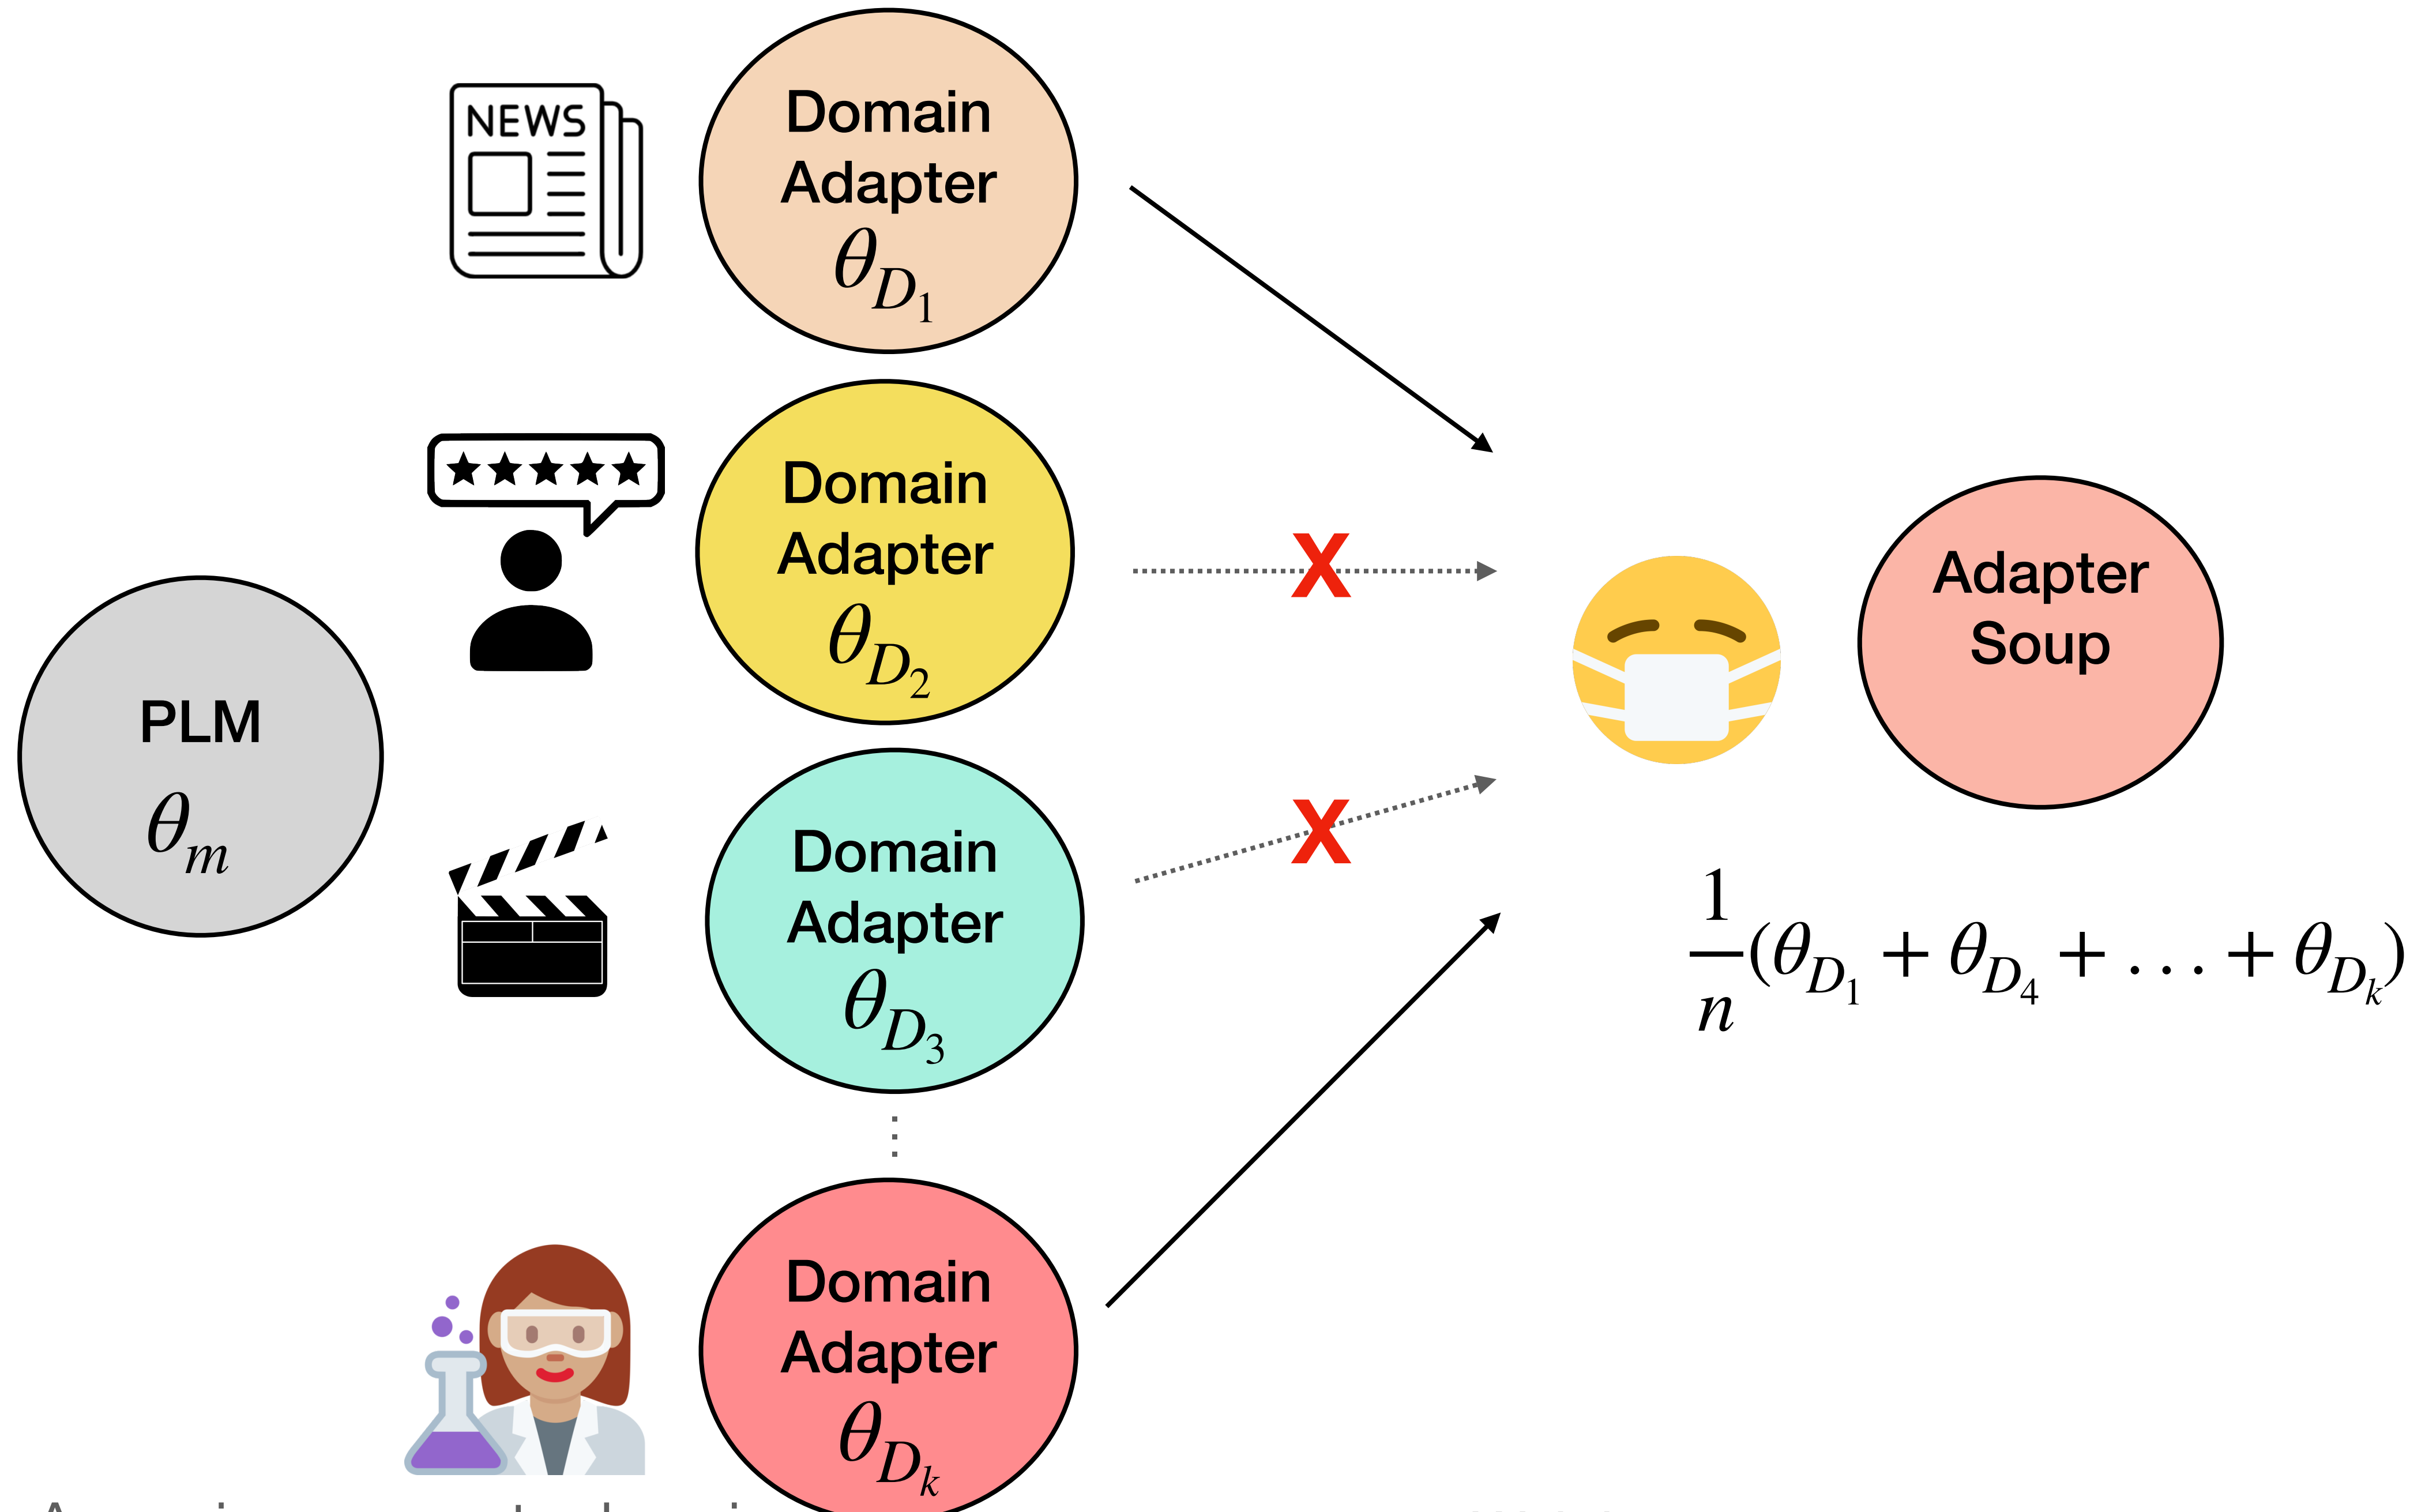 NEWS
Domain
Adapter
θ_{D_1}
Domain
Adapter
θ_{D_2}
PLM
θ_m
Domain
Adapter
θ_{D_3}
Domain
Adapter
θ_{D_k}
X
X
Adapter
Soup
\frac{1}{n}(θ_{D_1} + θ_{D_4} + … + θ_{D_k})